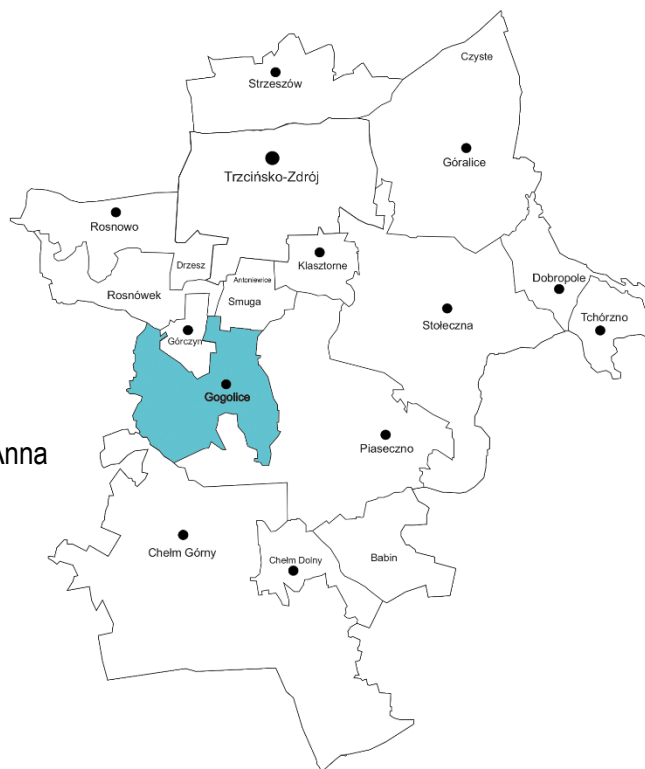 Czyste
Strzeszów
Góralice
Trzcińsko-Zdrój
Rosnowo
Drzesz
Klasztorne
Antoniewice
Rosnówek
Smuga
Dobropole
Stołeczna
Tchórzno
Górczyn
Gogolice
Piaseczno
Anna
Chełm Górny
Chełm Dolny
Babin